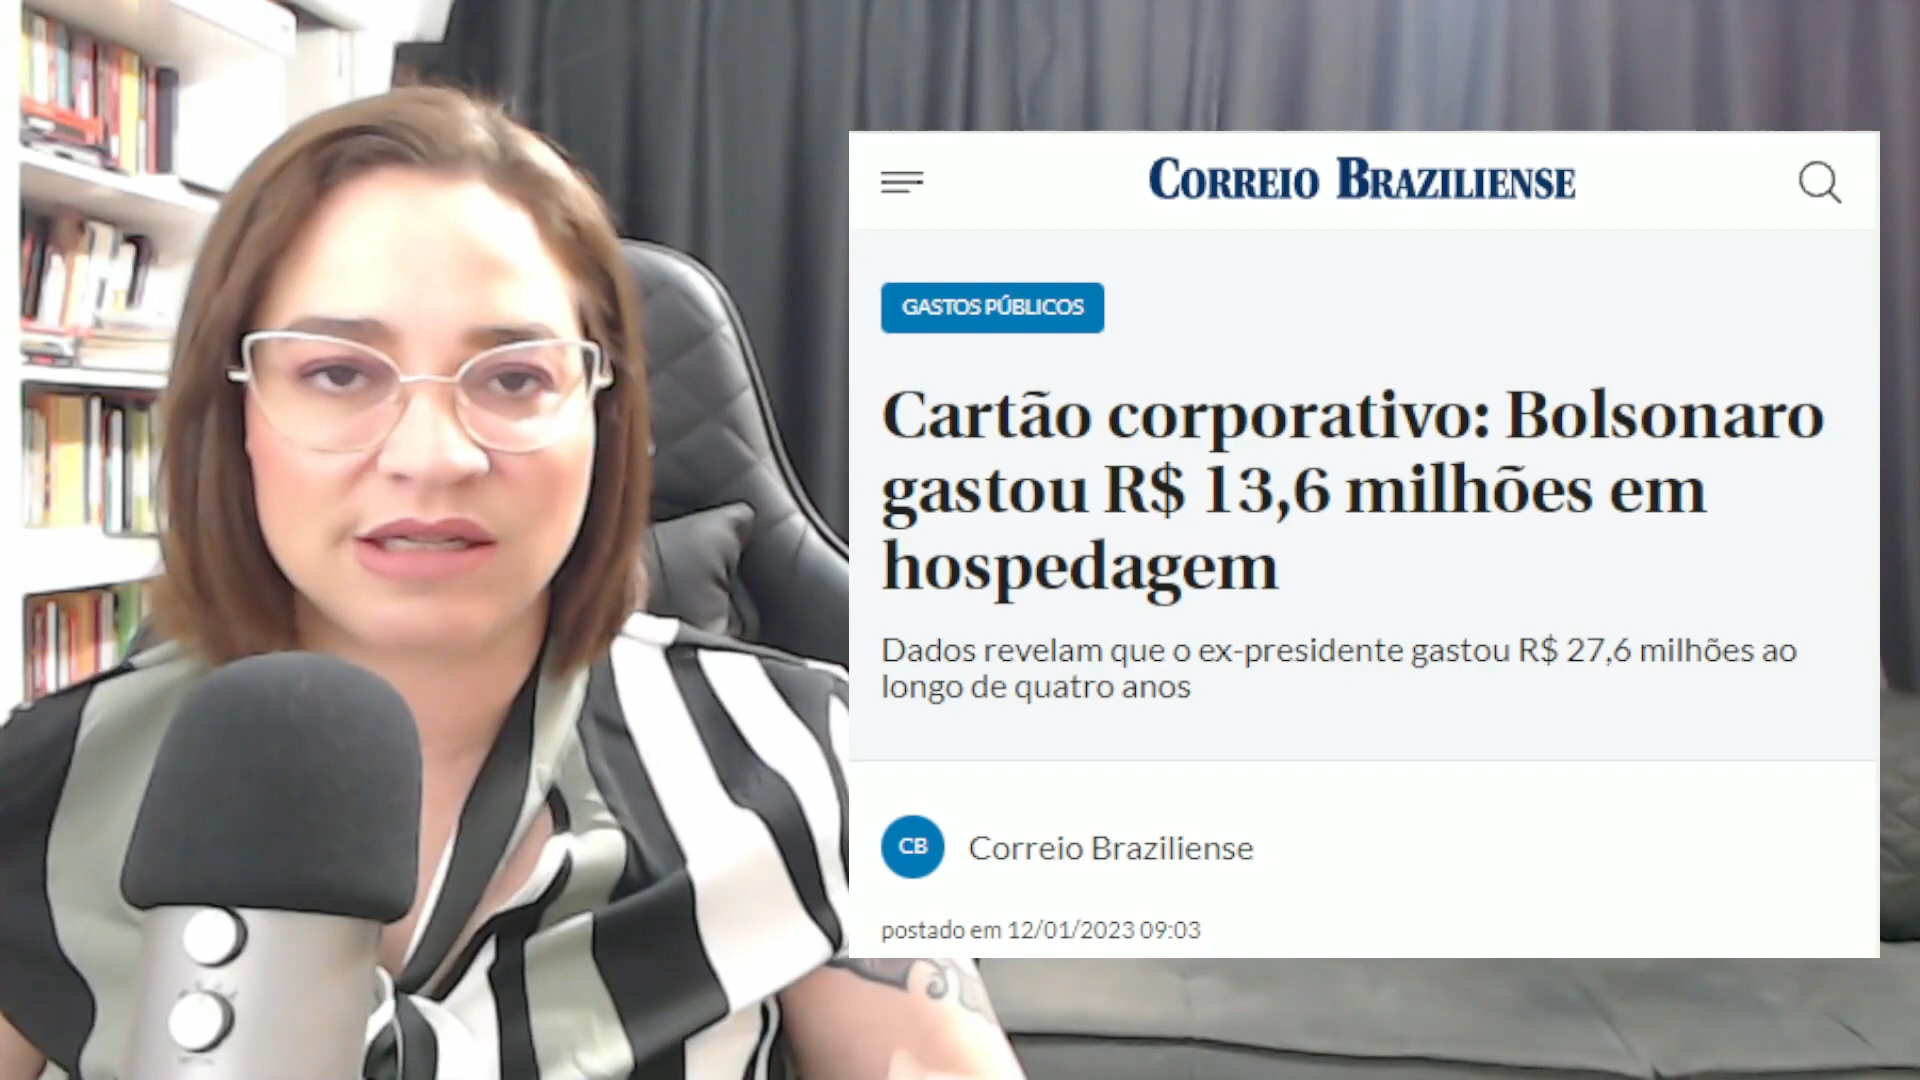 CORREIO BRAZILIENSE
GASTOS PÚBLICOS
Cartão corporativo: Bolsonaro
gastou R$ 13,6 milhões em
hospedagem
Dados revelam que o ex-presidente gastou R$ 27,6 milhões ao
longo de quatro anos
CB
Correio Braziliense
postado em 12/01/2023 09:03